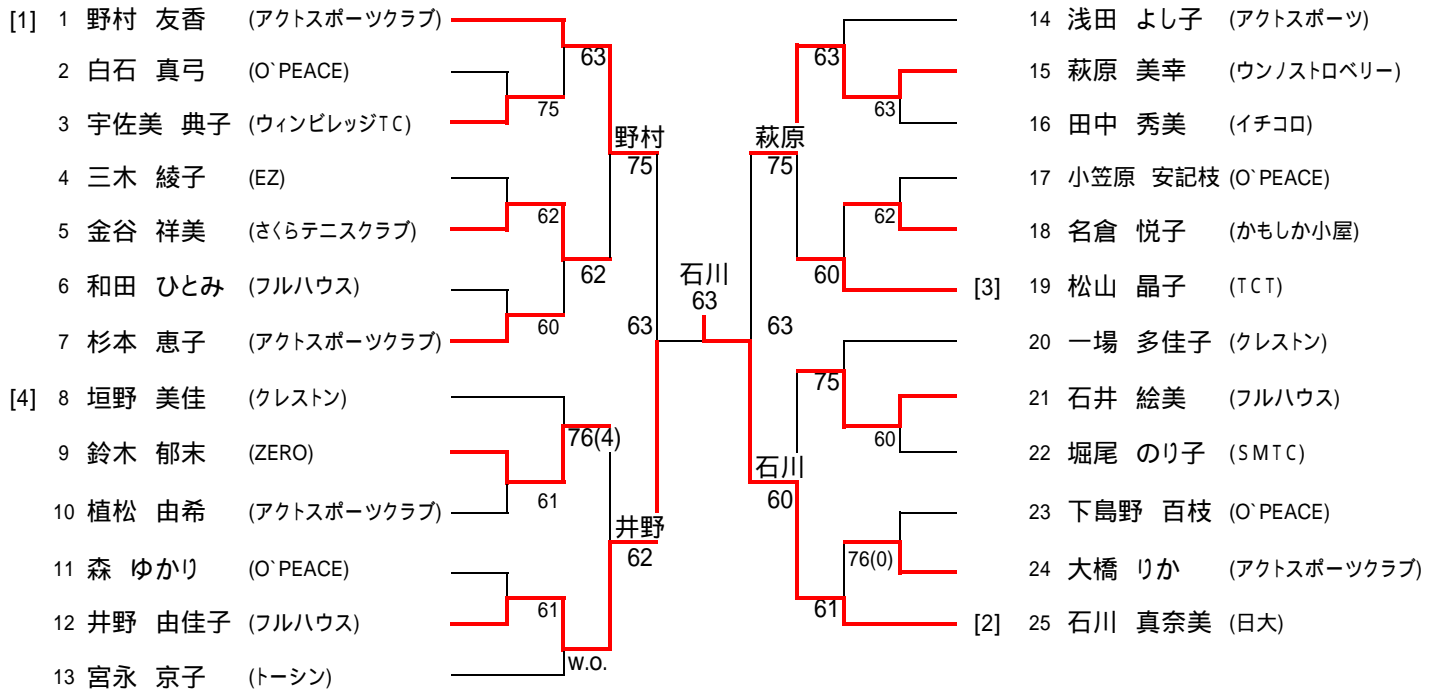 [1] 1 野村 友香 (アクトスポーツクラブ)
2 白石 真弓 (O`PEACE)
3 宇佐美 典子 (ウィンビレッジTC)
4 三木 綾子 (EZ)
5 金谷 祥美 (さくらテニスクラブ)
6 和田 ひとみ (フルハウス)
7 杉本 恵子 (アクトスポーツクラブ)
[4] 8 垣野 美佳 (クレストン)
9 鈴木 郁末 (ZERO)
10 植松 由希 (アクトスポーツクラブ)
11 森 ゆかり (O`PEACE)
12 井野 由佳子 (フルハウス)
13 宮永 京子 (トーシン)
63
75
62
60
62
76(4)
61
61
w.o.
野村
75
井野
62
63
石川
63
63
萩原
75
石川
60
63
63
62
60
75
60
76(0)
61
14 浅田 よし子 (アクトスポーツ)
15 萩原 美幸 (ウンノストロベリー)
16 田中 秀美 (イチコロ)
17 小笠原 安記枝 (O`PEACE)
18 名倉 悦子 (かもしか小屋)
[3] 19 松山 晶子 (TCT)
20 一場 多佳子 (クレストン)
21 石井 絵美 (フルハウス)
22 堀尾 のり子 (SMTC)
23 下島野 百枝 (O`PEACE)
24 大橋 りか (アクトスポーツクラブ)
[2] 25 石川 真奈美 (日大)